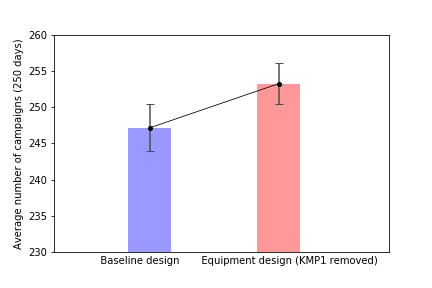 Average number of campaigns (250 days)
260
255
250
245
240
235
230
Baseline design
Equipment design (KMP1 removed)